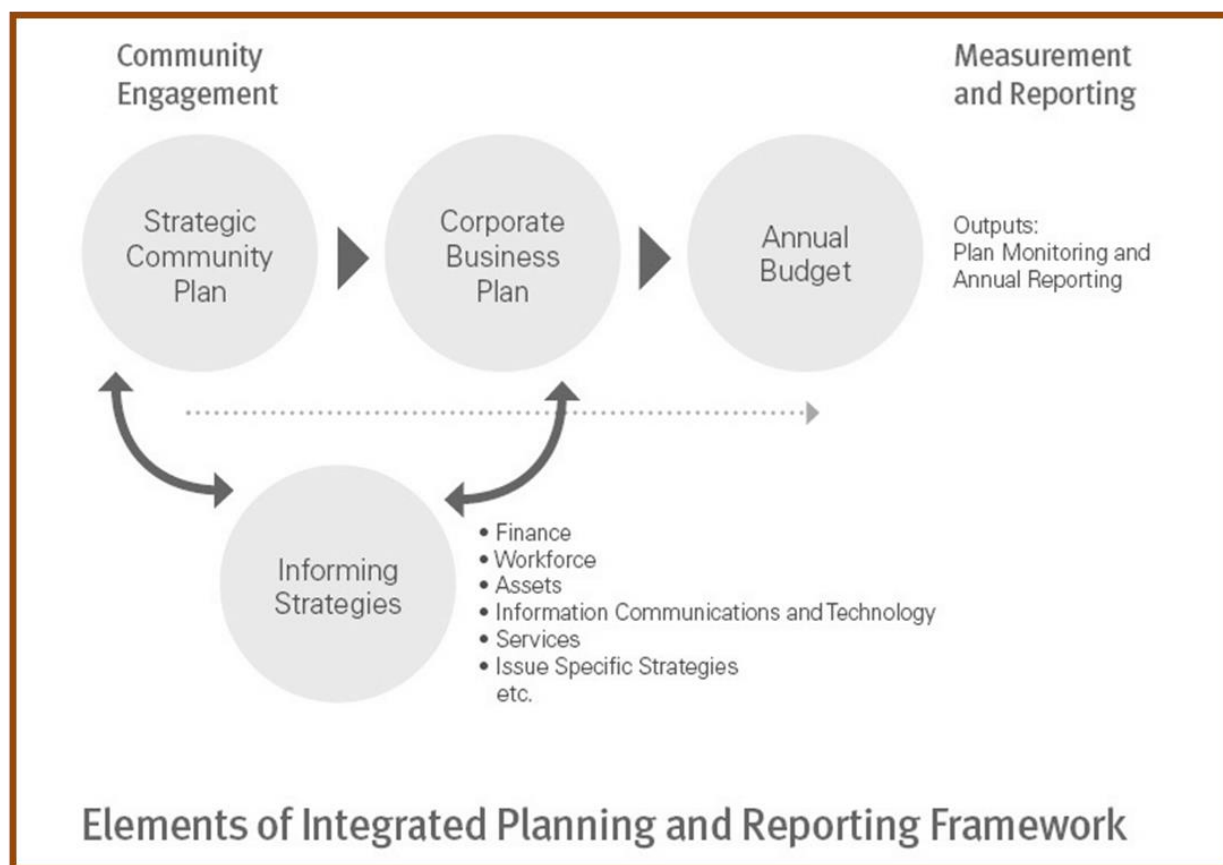 Community
Engagement
Measurement
and Reporting
Strategic
Community
Plan
Corporate
Business
Plan
Annual
Budget
Outputs:
Plan Monitoring and
Annual Reporting
Informing
Strategies
• Finance
• Workforce
• Assets
• Information Communications and Technology
• Services
• Issue Specific Strategies
etc.
Elements of Integrated Planning and Reporting Framework